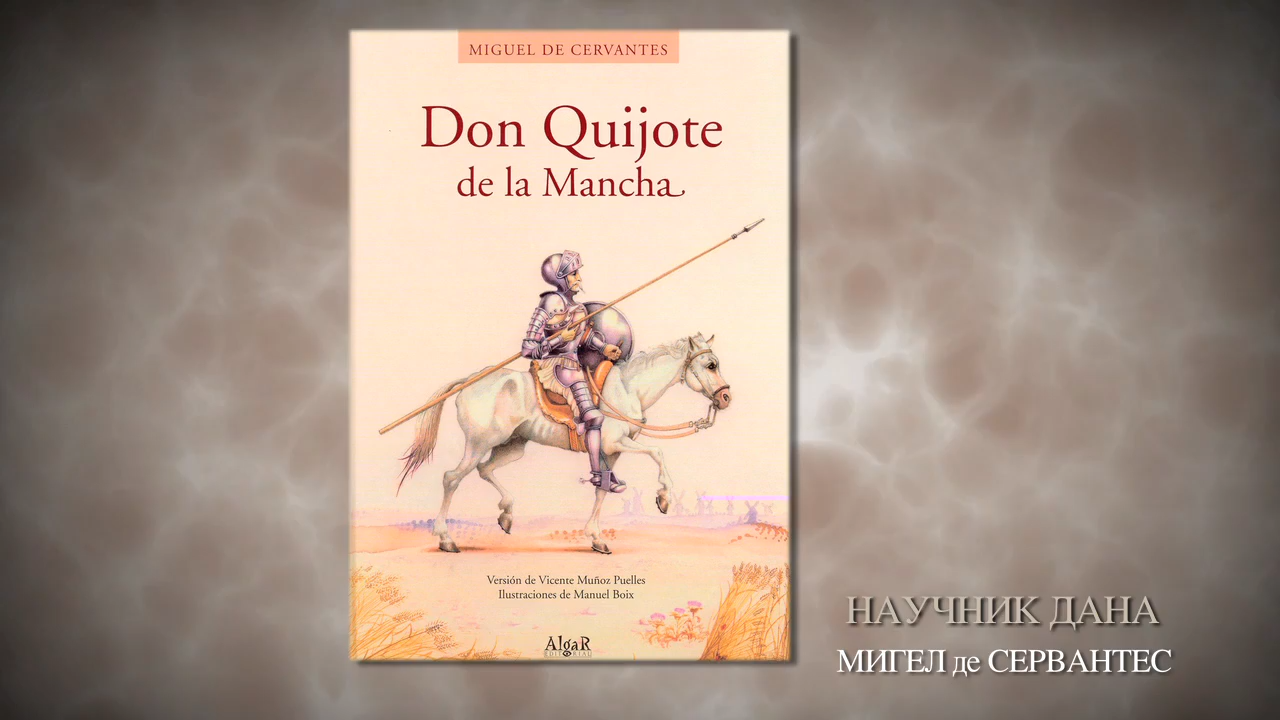 MIGUEL DE CERVANTES
Don Quijote
de la Mancha
Versión de Vicente Muñoz Puelles
Ilustraciones de Manuel Boix
AlgaR
EDITORIAL
НАУЧНИК ДАНА
МИГЕЛ де СЕРВАНТЕС